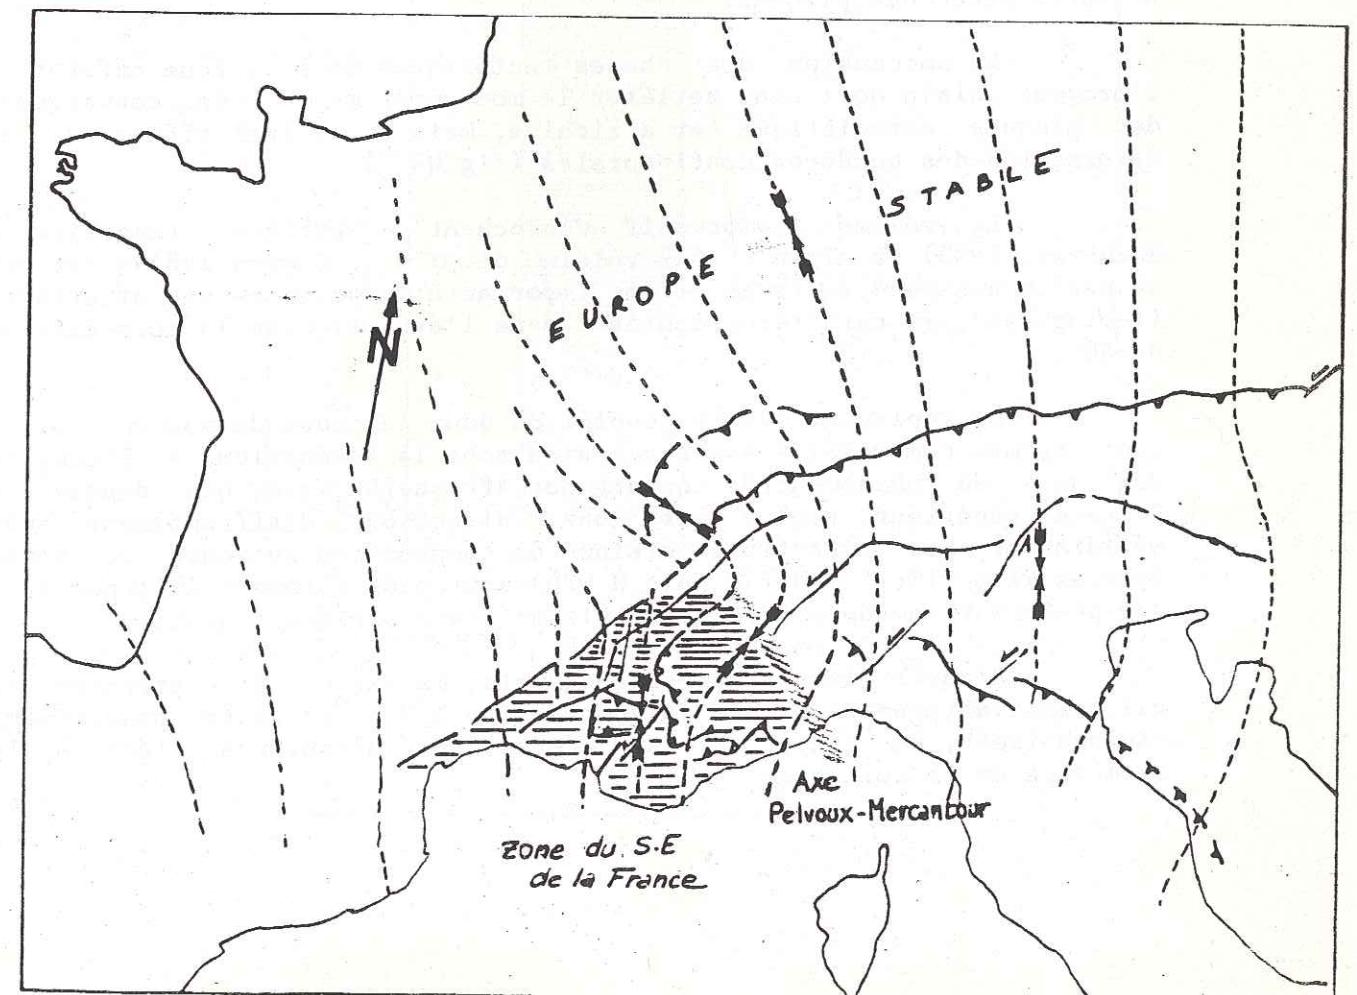 EUROPE
STABLE
N
Axe
Pelvoux-Mercantour
Zone du S.E
de la France